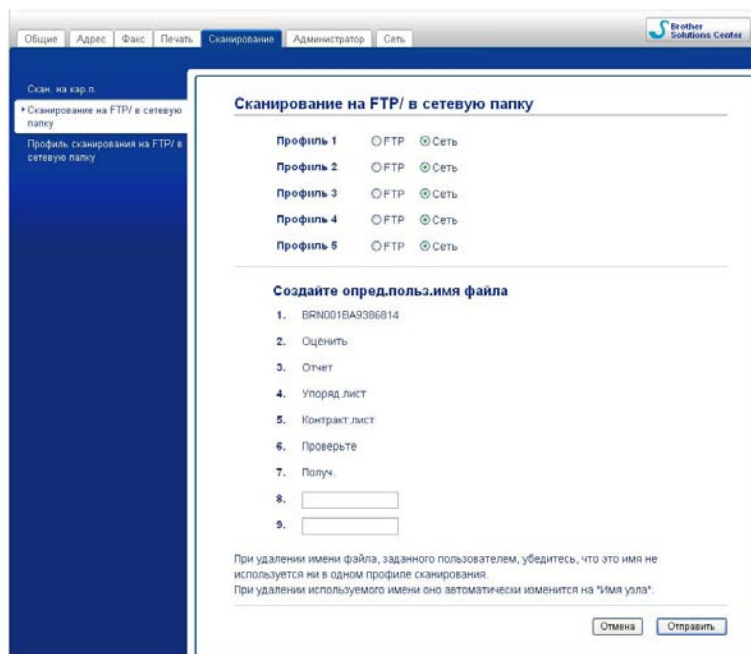 Общие Адрес Факс Печать Сканирование Администратор Сеть
Brother
Solutions Center
Скан. на кар.п.
Сканирование на FTP/ в сетевую
папку
Профиль сканирования на FTP/ в
сетевую папку
Сканирование на FTP/ в сетевую папку
Профиль 1 FTP Сеть
Профиль 2 FTP Сеть
Профиль 3 FTP Сеть
Профиль 4 FTP Сеть
Профиль 5 FTP Сеть
Создайте опред.польз.имя файла
1. BRN001BA9386814
2. Оценить
3. Отчет
4. Упоряд.лист
5. Контракт.лист
6. Проверьте
7. Получ.
8.
9.
При удалении имени файла, заданного пользователем, убедитесь, что это имя не
используется ни в одном профиле сканирования.
При удалении используемого имени оно автоматически изменится на "Имя узла".
Отмена Отправить